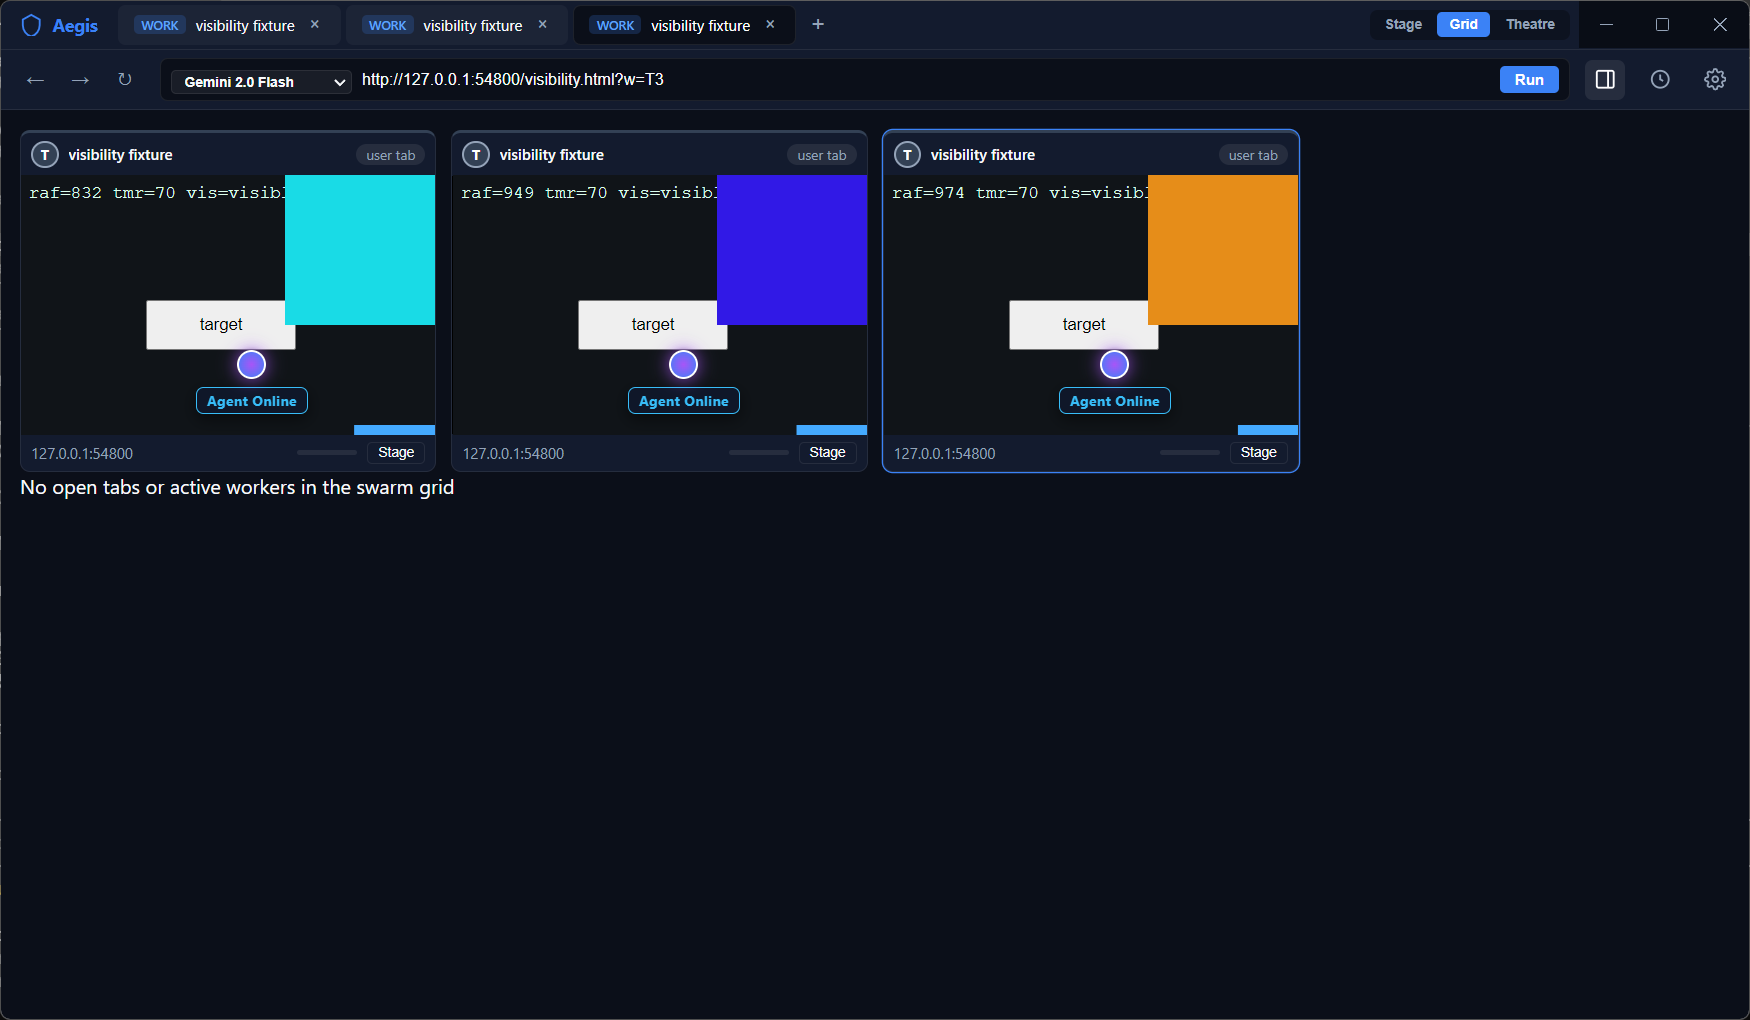 Aegis WORK visibility fixture × WORK visibility fixture × WORK visibility fixture × + Stage Grid Theatre
Gemini 2.0 Flash http://127.0.0.1:54800/visibility.html?w=T3 Run
T visibility fixture user tab
raf=832 tmr=70 vis=visibl
target
Agent Online
127.0.0.1:54800 Stage
T visibility fixture user tab
raf=949 tmr=70 vis=visibl
target
Agent Online
127.0.0.1:54800 Stage
T visibility fixture user tab
raf=974 tmr=70 vis=visibl
target
Agent Online
127.0.0.1:54800 Stage
No open tabs or active workers in the swarm grid